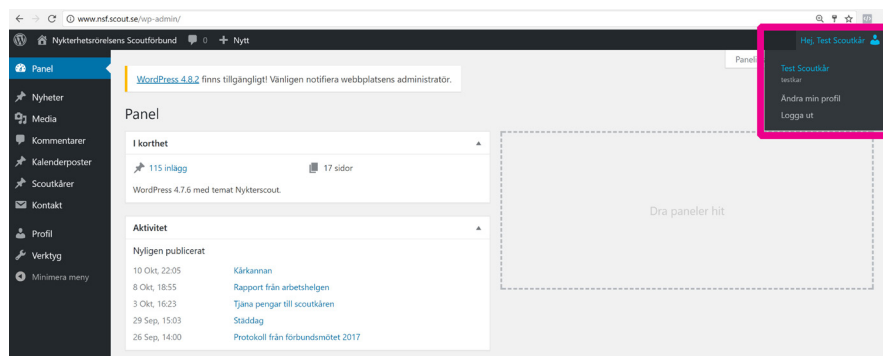 www.nsf.scout.se/wp-admin/
Nykterhetsrörelsens Scoutförbund 0 + Nytt Hej, Test Scoutkår
Panel
Nyheter
Media
Kommentarer
Kalenderposter
Scoutkårer
Kontakt
Profil
Verktyg
Minimera meny
WordPress 4.8.2 finns tillgängligt! Vänligen notifiera webbplatsens administratör.
Panel
I korthet
115 inlägg 17 sidor
WordPress 4.7.6 med temat Nykterscout.
Aktivitet
Nyligen publicerat
10 Okt, 22:05 Kårkannan
8 Okt, 18:55 Rapport från arbetshelgen
3 Okt, 16:23 Tjäna pengar till scoutkåren
29 Sep, 15:03 Städdag
26 Sep, 14:00 Protokoll från förbundsmötet 2017
Dra paneler hit
Test Scoutkår
testkar
Ändra min profil
Logga ut